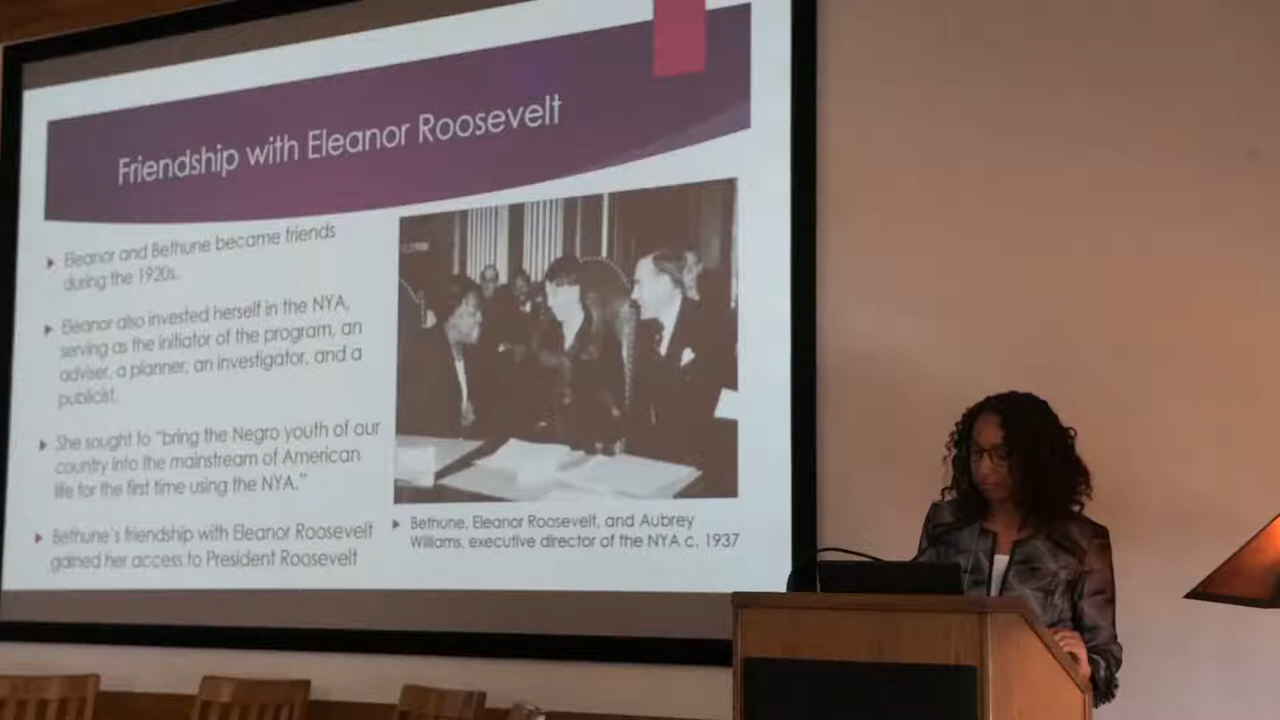 Friendship with Eleanor Roosevelt
Eleanor and Bethune became friends
during the 1920s.
Eleanor also invested herself in the NYA,
serving as the initiator of the program, an
adviser, a planner, an investigator, and a
publicist.
She sought to "bring the Negro youth of our
country into the mainstream of American
life for the first time using the NYA."
Bethune's friendship with Eleanor Roosevelt
gained her access to President Roosevelt
Bethune, Eleanor Roosevelt, and Aubrey
Williams, executive director of the NYA c. 1937